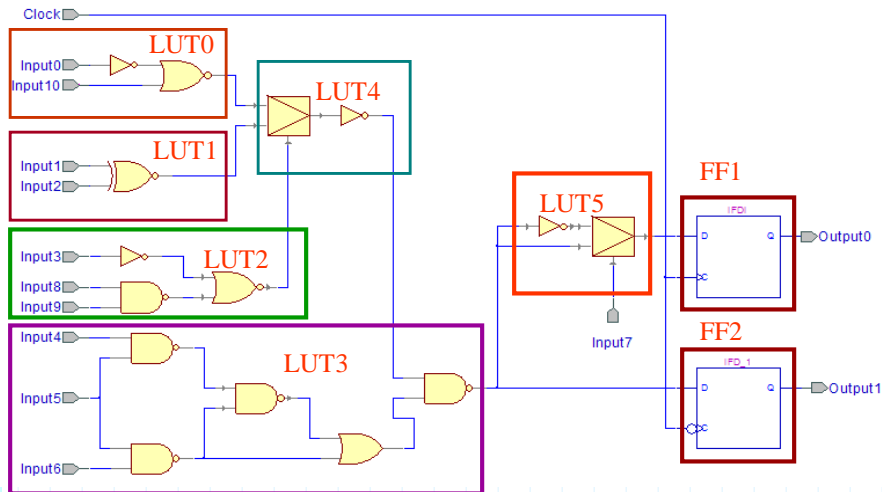 Clock
LUT0
Input0
Input10
LUT4
LUT1
Input1
Input2
LUT5
FF1
IFDI
D
Q
Output0
C
LUT2
Input3
Input8
Input9
Input7
FF2
IFD_1
D
Q
Output1
C
Input4
LUT3
Input5
Input6